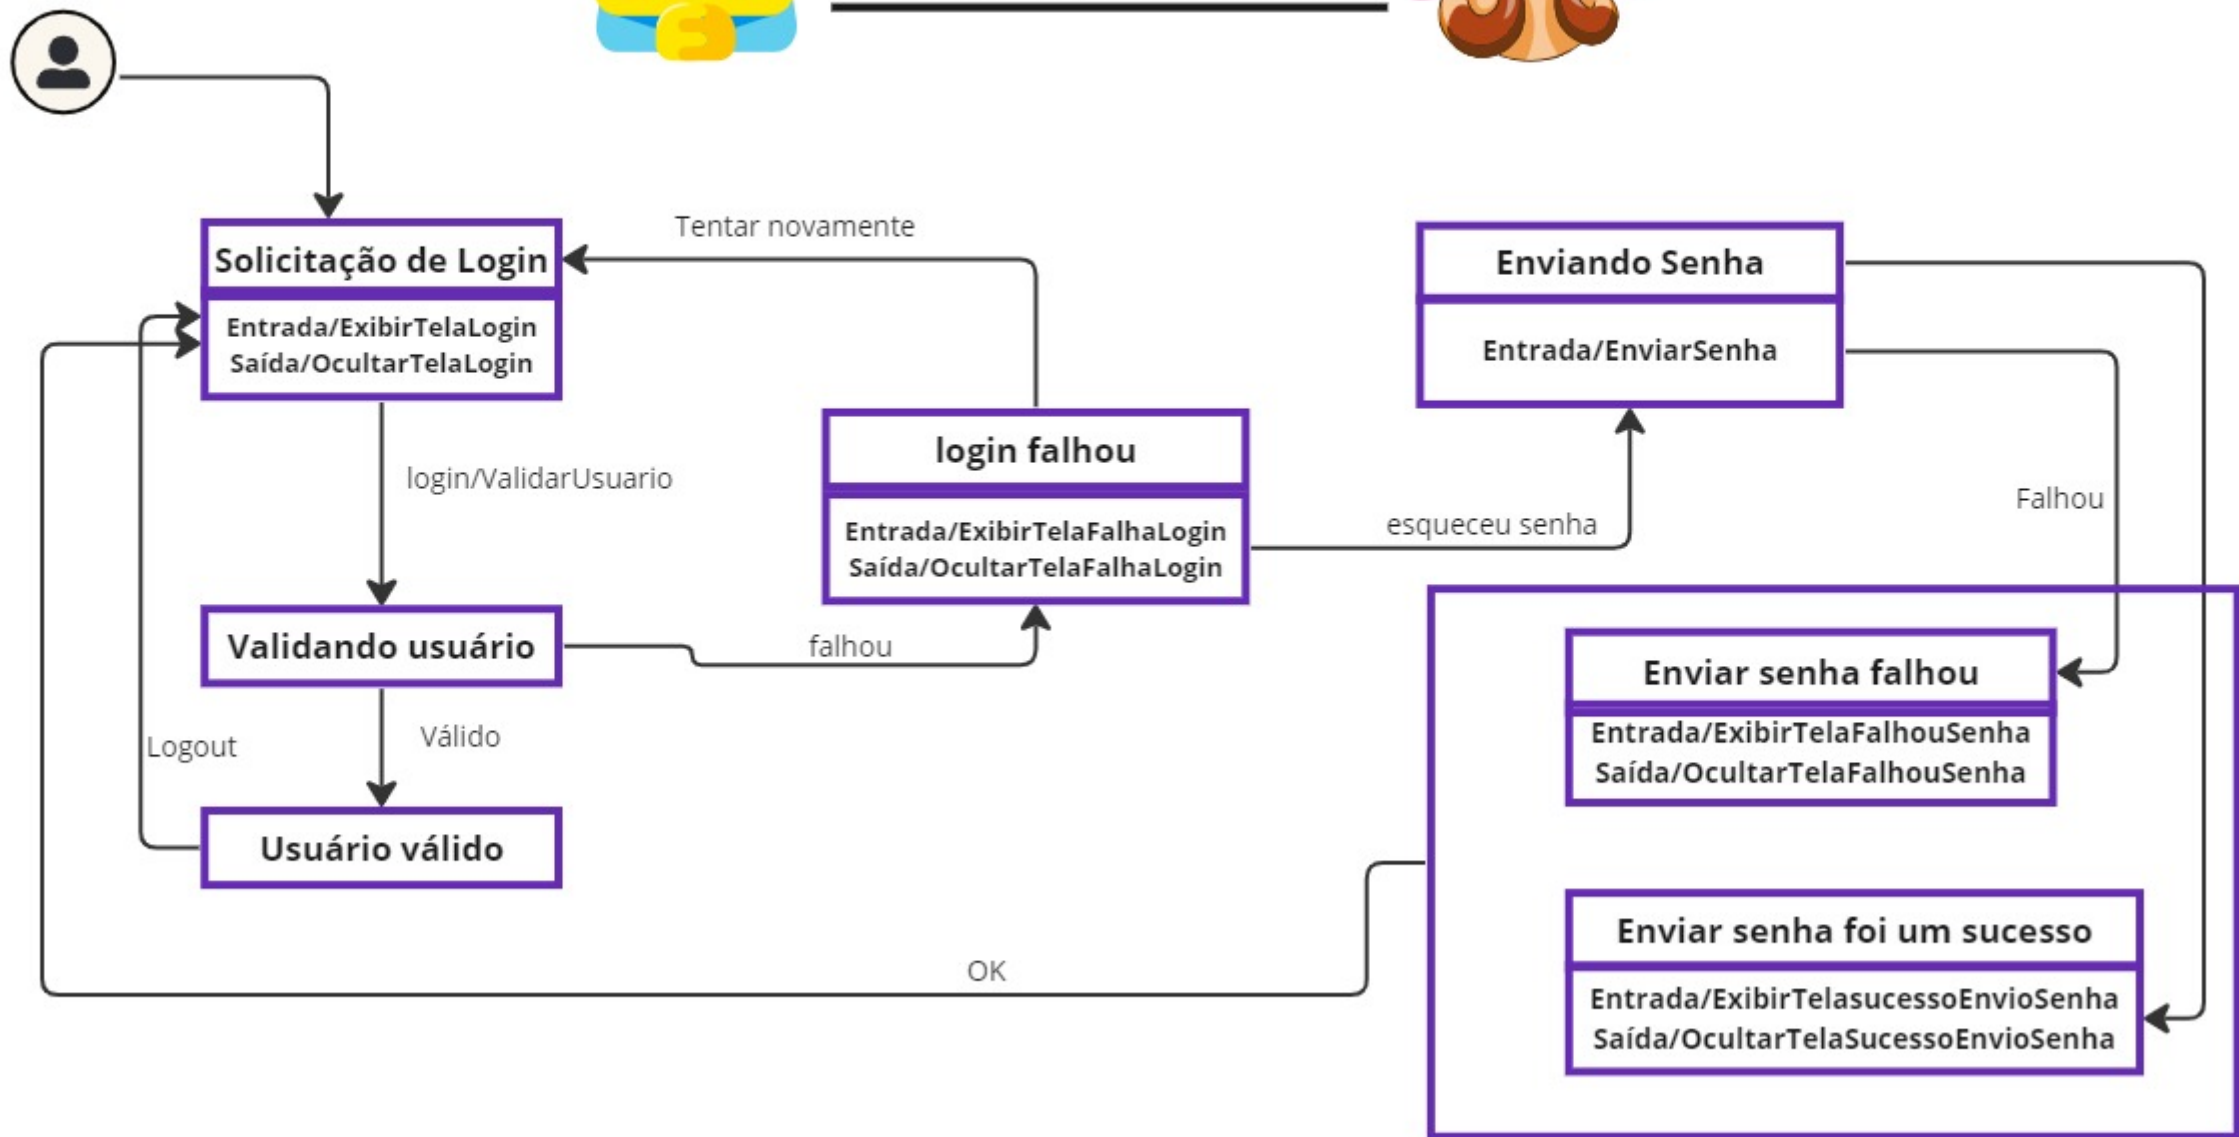 Tentar novamente
Solicitação de Login
Entrada/ExibirTelaLogin
Saída/OcultarTelaLogin
Enviando Senha
Entrada/EnviarSenha
login/ValidarUsuario
login falhou
Entrada/ExibirTelaFalhaLogin
Saída/OcultarTelaFalhaLogin
esqueceu senha
Falhou
Validando usuário
falhou
Enviar senha falhou
Entrada/ExibirTelaFalhouSenha
Saída/OcultarTelaFalhouSenha
Logout
Válido
Usuário válido
Enviar senha foi um sucesso
Entrada/ExibirTelasucessoEnvioSenha
Saída/OcultarTelaSucessoEnvioSenha
OK